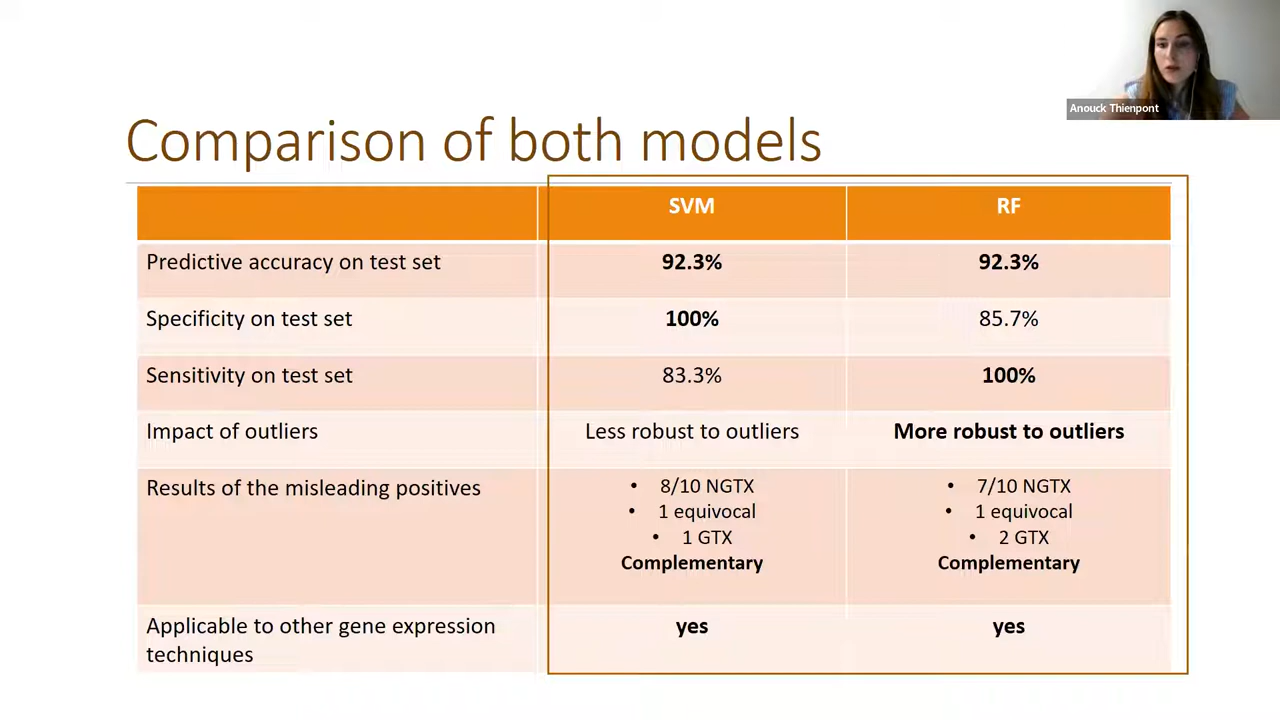 Anouck Thienpont
Comparison of both models
SVM
RF
Predictive accuracy on test set
92.3%
92.3%
Specificity on test set
100%
85.7%
Sensitivity on test set
83.3%
100%
Impact of outliers
Less robust to outliers
More robust to outliers
Results of the misleading positives
• 8/10 NGTX
• 1 equivocal
• 1 GTX
Complementary
• 7/10 NGTX
• 1 equivocal
• 2 GTX
Complementary
Applicable to other gene expression
techniques
yes
yes